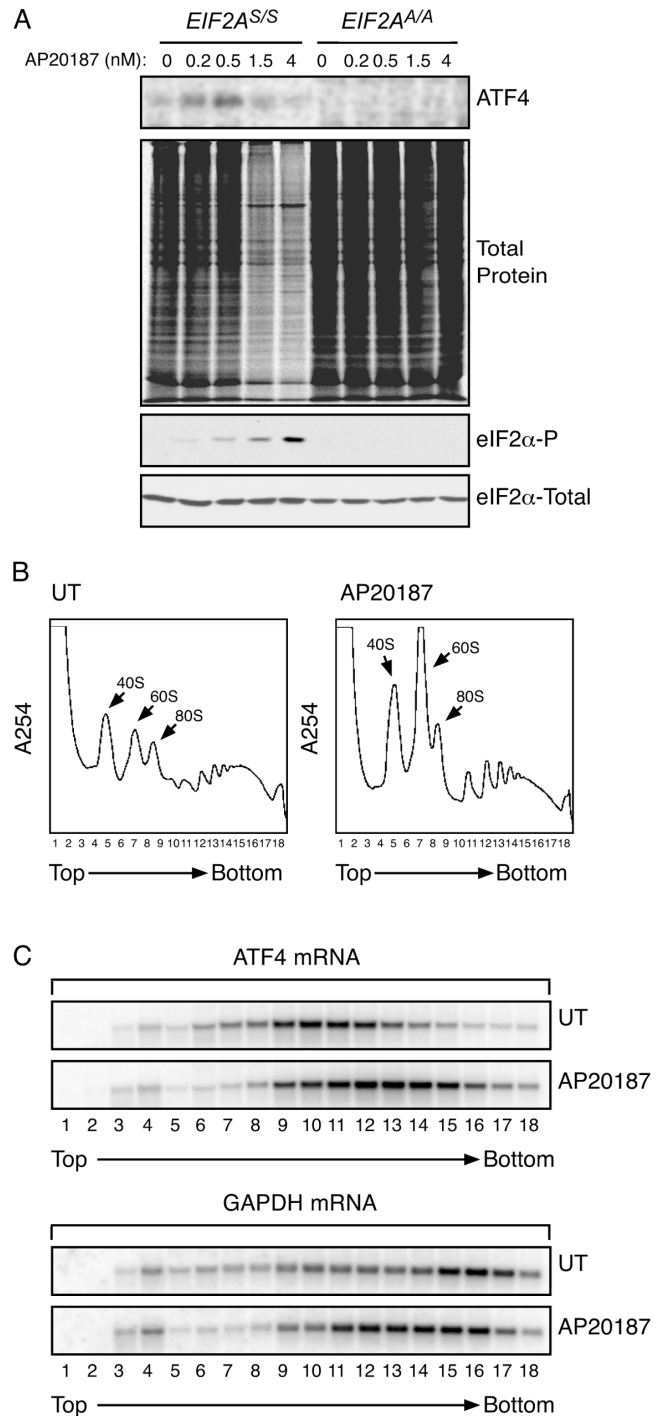 A
EIF2A^S/S EIF2A^A/A
AP20187 (nM): 0 0.2 0.5 1.5 4 0 0.2 0.5 1.5 4
ATF4
Total
Protein
eIF2α-P
eIF2α-Total
B
UT AP20187
A254 40S 60S 80S
A254 40S 60S 80S
1 2 3 4 5 6 7 8 9 10 11 12 13 14 15 16 17 18
1 2 3 4 5 6 7 8 9 10 11 12 13 14 15 16 17 18
Top Bottom Top Bottom
C
ATF4 mRNA
UT
AP20187
1 2 3 4 5 6 7 8 9 10 11 12 13 14 15 16 17 18
Top Bottom
GAPDH mRNA
UT
AP20187
1 2 3 4 5 6 7 8 9 10 11 12 13 14 15 16 17 18
Top Bottom